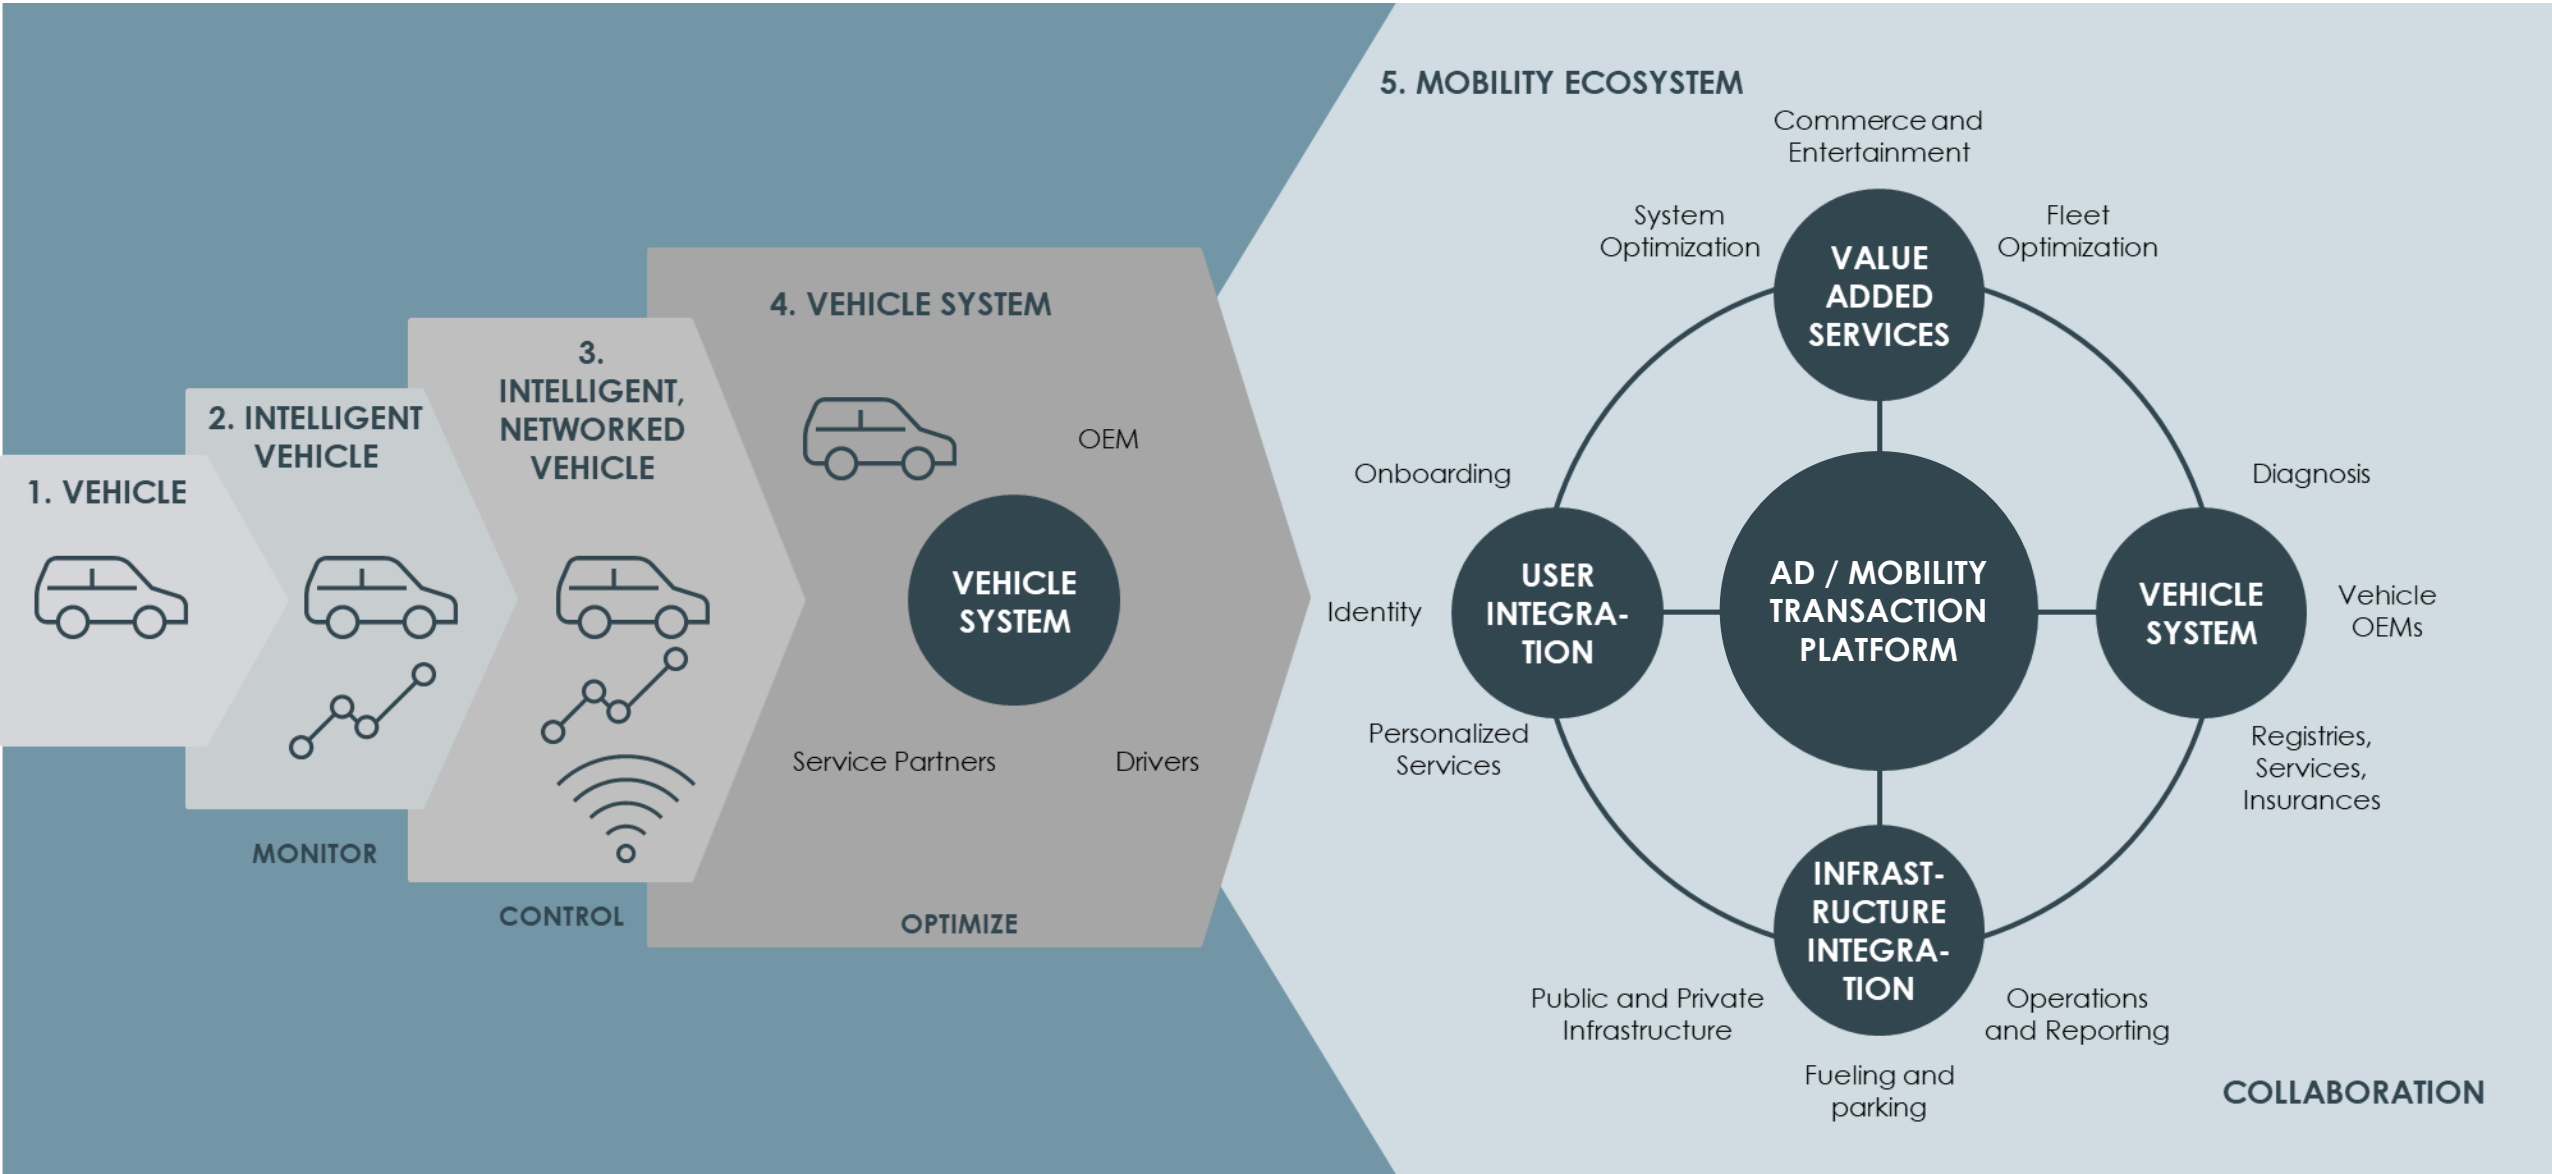 1. VEHICLE
2. INTELLIGENT
VEHICLE
MONITOR
3.
INTELLIGENT,
NETWORKED
VEHICLE
CONTROL
4. VEHICLE SYSTEM
OEM
VEHICLE
SYSTEM
Service Partners
Drivers
OPTIMIZE
5. MOBILITY ECOSYSTEM
Commerce and
Entertainment
System
Optimization
Fleet
Optimization
VALUE
ADDED
SERVICES
Onboarding
Identity
Personalized
Services
USER
INTEGRA-
TION
AD / MOBILITY
TRANSACTION
PLATFORM
VEHICLE
SYSTEM
Diagnosis
Vehicle
OEMs
Registries,
Services,
Insurances
INFRAST-
RUCTURE
INTEGRA-
TION
Public and Private
Infrastructure
Operations
and Reporting
Fueling and
parking
COLLABORATION